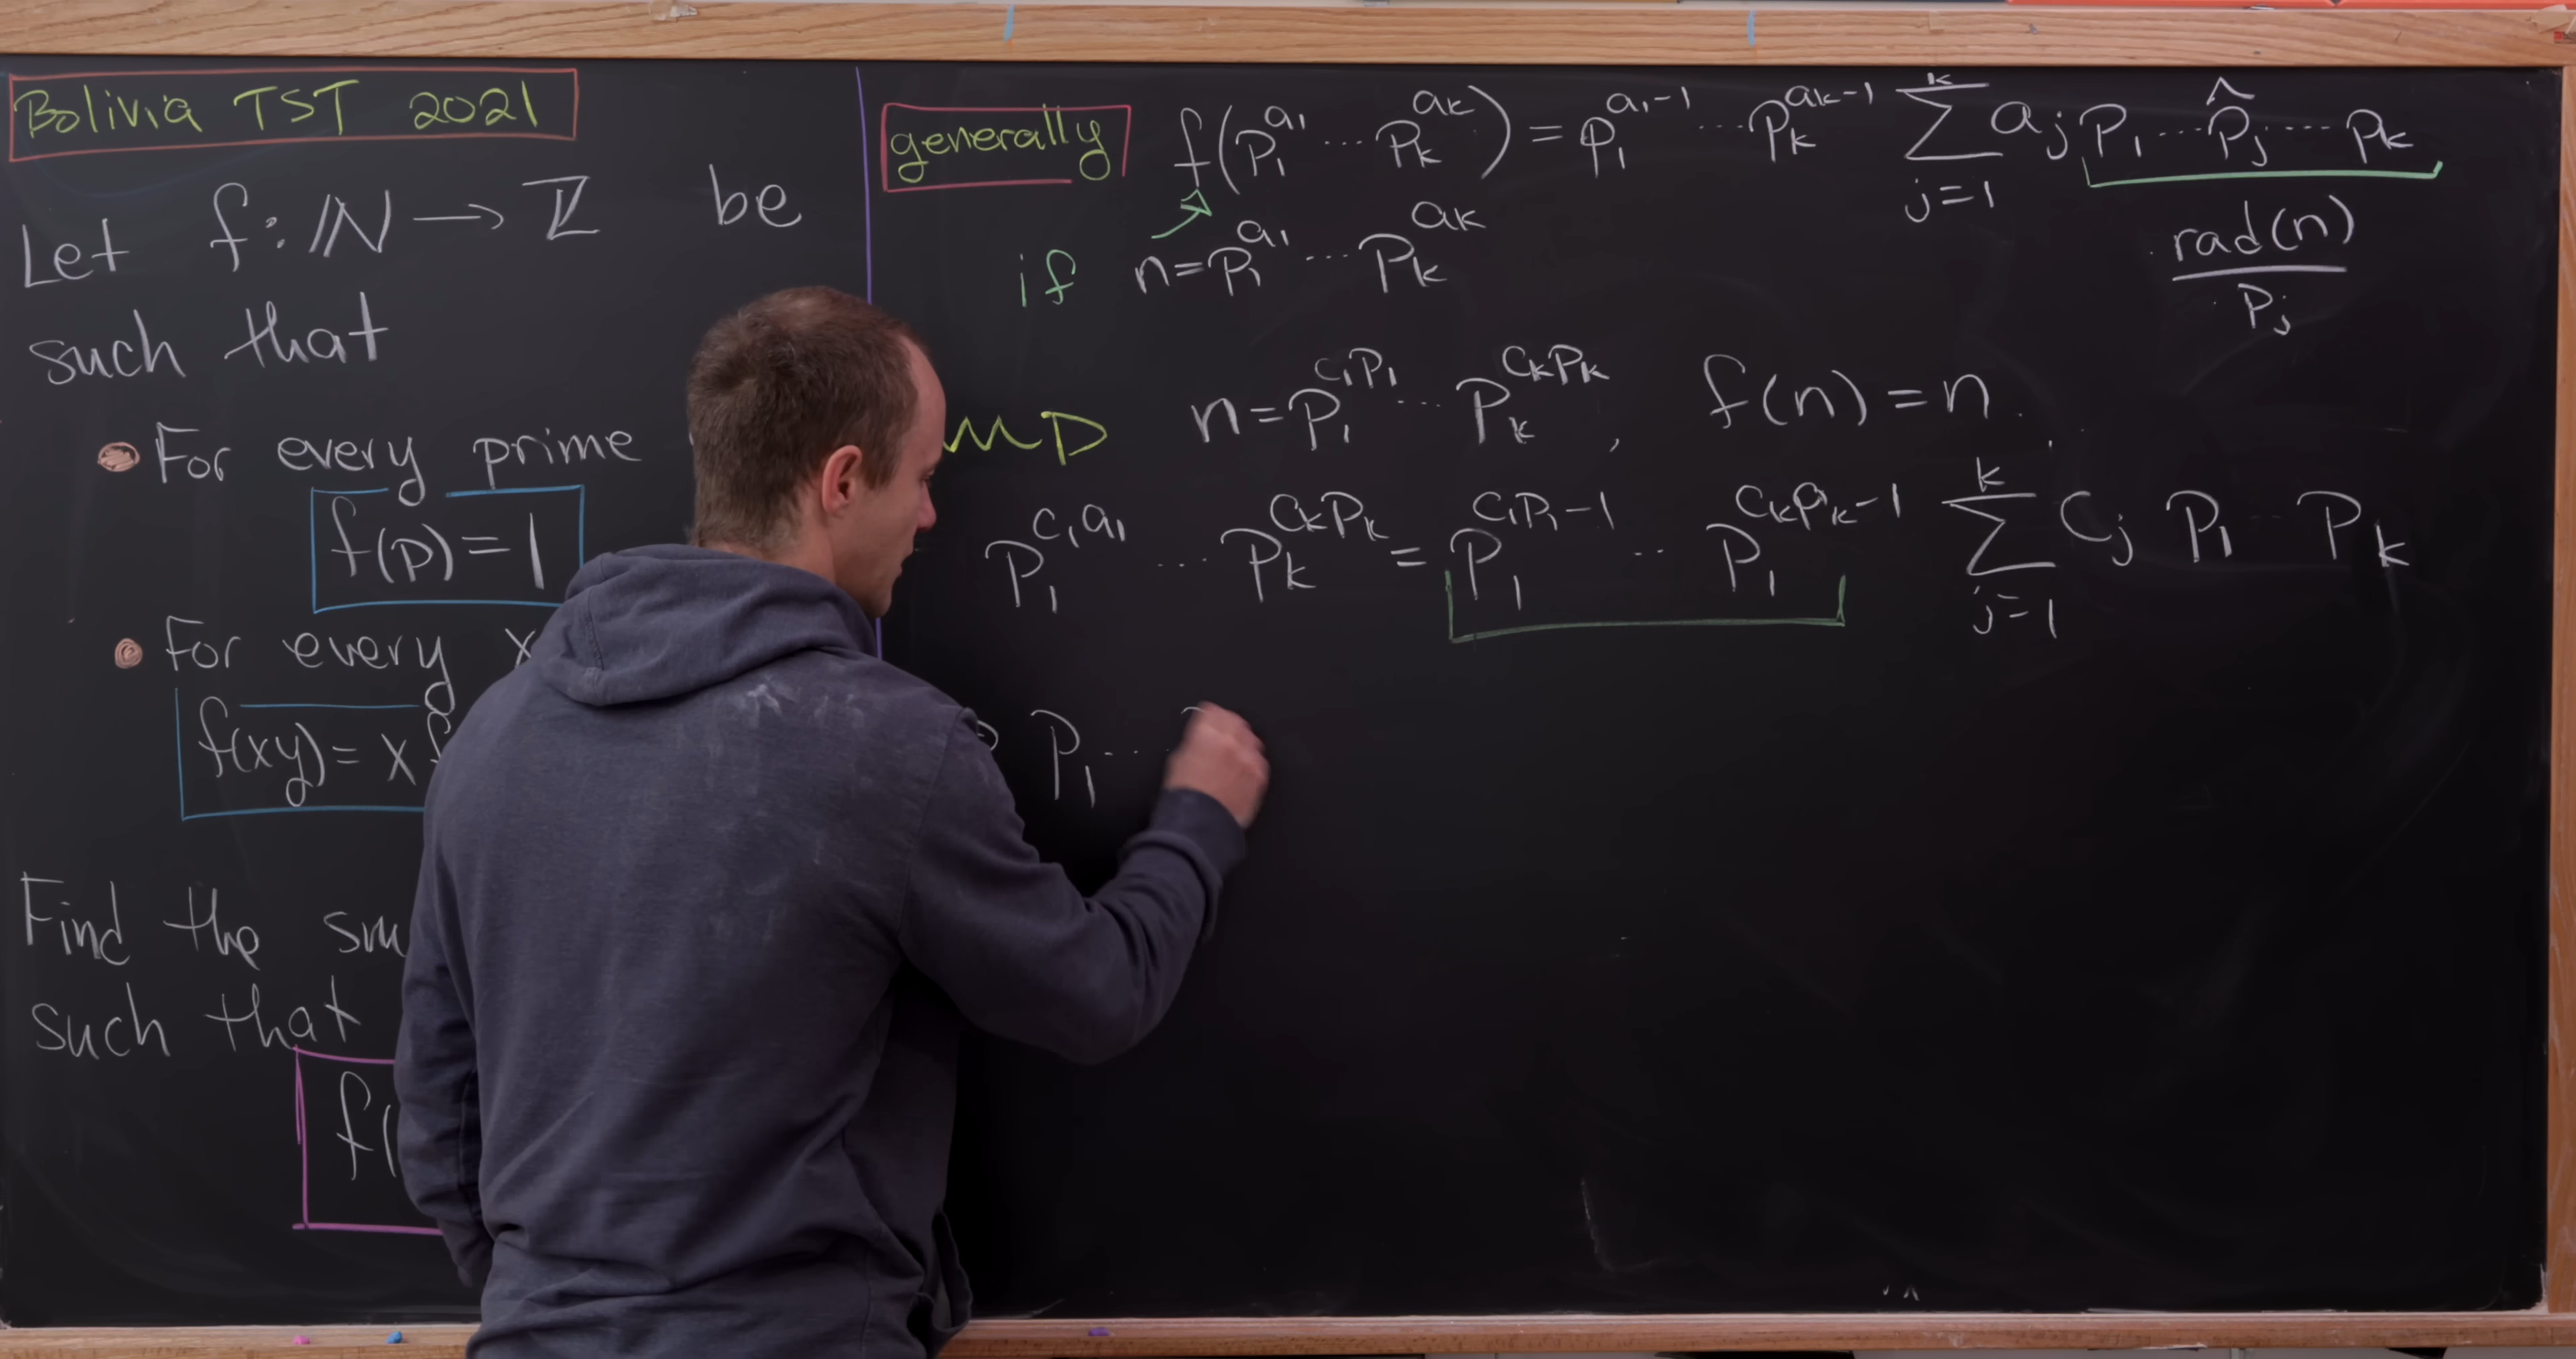 Bolivia TST 2021
Let f: ℕ → ℤ be
such that
• For every prime
f(p) = 1
• For every x
f(xy) = x f
Find the sm
such that
f(
generally f(p₁^{a₁} ⋯ p_k^{a_k}) = p₁^{a₁-1} ⋯ p_k^{a_k-1} ∑_{j=1}^{k} a_j p₁ ⋯ p̂_j ⋯ p_k
if n = p₁^{a₁} ⋯ p_k^{a_k}
rad(n)/p_j
n = p₁^{c₁p₁} ⋯ p_k^{c_kp_k}, f(n) = n.
p₁^{c₁a₁} ⋯ p_k^{c_kp_k} = p₁^{c₁p₁-1} ⋯ p₁^{c_kp_k-1} ∑_{j=1}^{k} c_j p₁ ⋯ p_k
p₁ ⋯